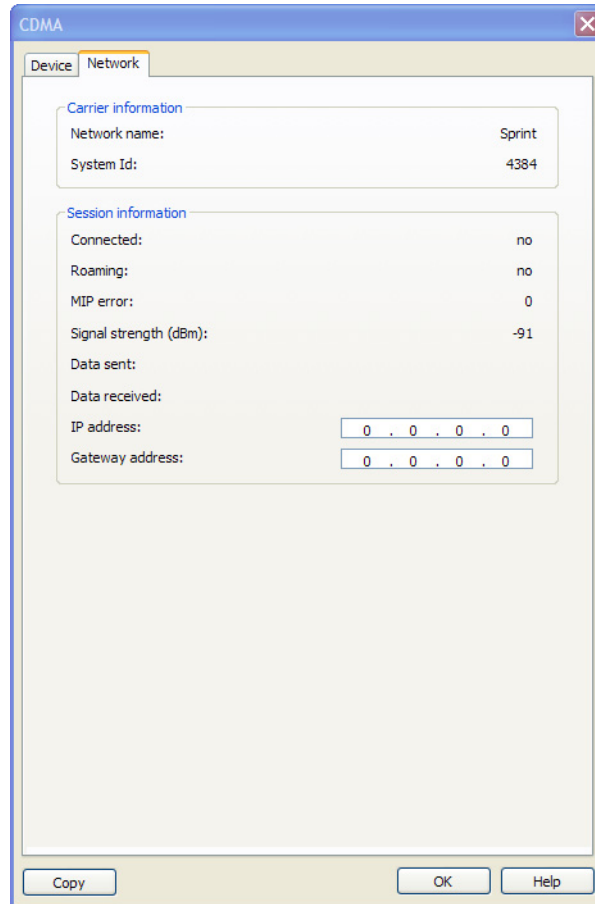 CDMA
Device Network
Carrier information
Network name: Sprint
System Id: 4384
Session information
Connected: no
Roaming: no
MIP error: 0
Signal strength (dBm): -91
Data sent:
Data received:
IP address: 0 . 0 . 0 . 0
Gateway address: 0 . 0 . 0 . 0
Copy OK Help